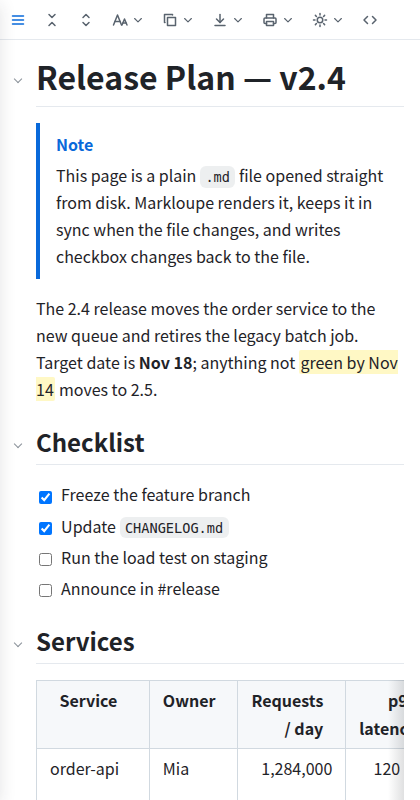 Release Plan — v2.4
Note
This page is a plain .md file opened straight
from disk. Markloupe renders it, keeps it in
sync when the file changes, and writes
checkbox changes back to the file.
The 2.4 release moves the order service to the
new queue and retires the legacy batch job.
Target date is Nov 18; anything not green by Nov
14 moves to 2.5.
Checklist
Freeze the feature branch
Update CHANGELOG.md
Run the load test on staging
Announce in #release
Services
Service Owner Requests
/ day
order-api Mia 1,284,000 120